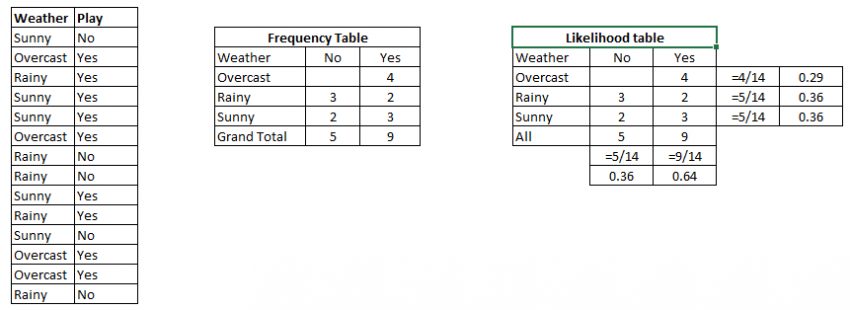 Weather Play
Sunny No
Overcast Yes
Rainy Yes
Sunny Yes
Sunny Yes
Overcast Yes
Rainy No
Rainy No
Sunny Yes
Rainy Yes
Sunny No
Overcast Yes
Overcast Yes
Rainy No
Frequency Table
Weather No Yes
Overcast 4
Rainy 3 2
Sunny 2 3
Grand Total 5 9
Likelihood table
Weather No Yes
Overcast 4 =4/14 0.29
Rainy 3 2 =5/14 0.36
Sunny 2 3 =5/14 0.36
All 5 9
=5/14 =9/14
0.36 0.64